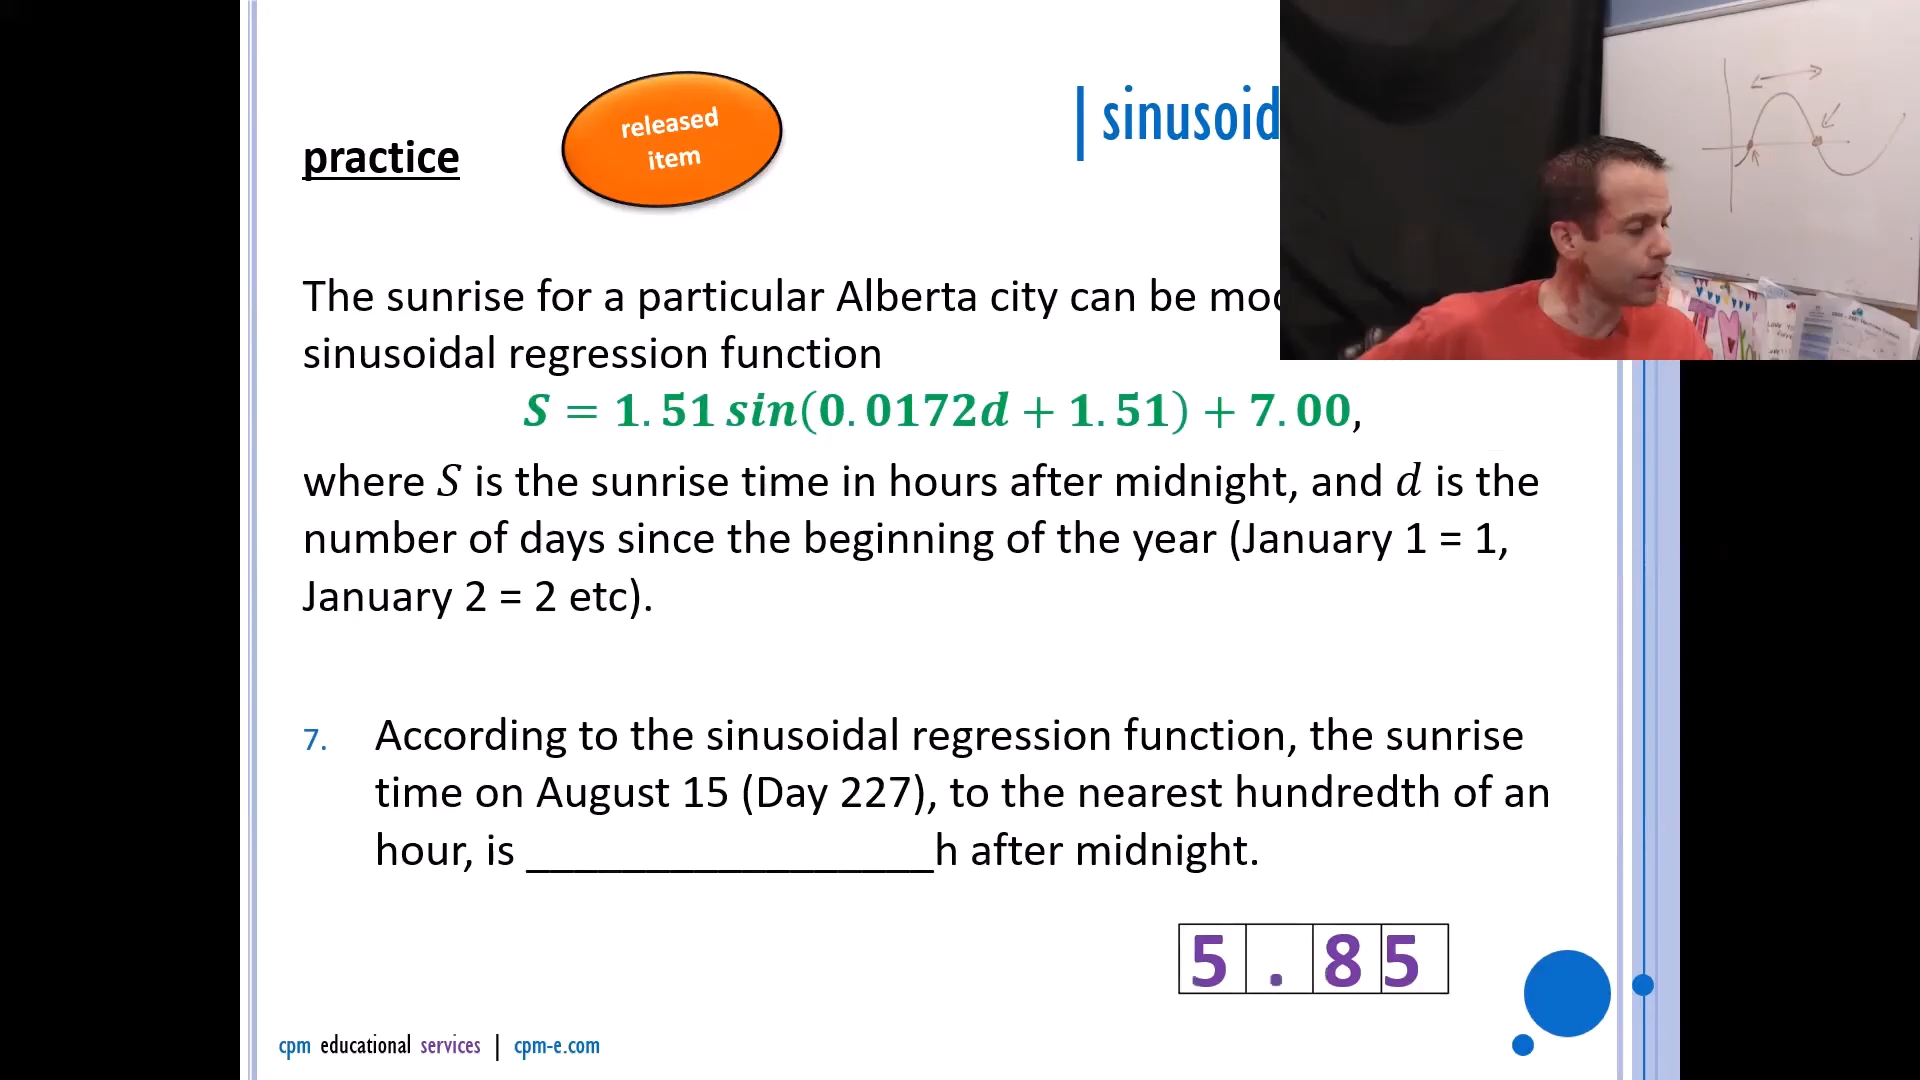 practice
released
item
| sinusoid
The sunrise for a particular Alberta city can be mod
sinusoidal regression function
S = 1.51 sin(0.0172d + 1.51) + 7.00,
where S is the sunrise time in hours after midnight, and d is the
number of days since the beginning of the year (January 1 = 1,
January 2 = 2 etc).
7. According to the sinusoidal regression function, the sunrise
time on August 15 (Day 227), to the nearest hundredth of an
hour, is _________________h after midnight.
5 . 8 5
cpm educational services | cpm-e.com